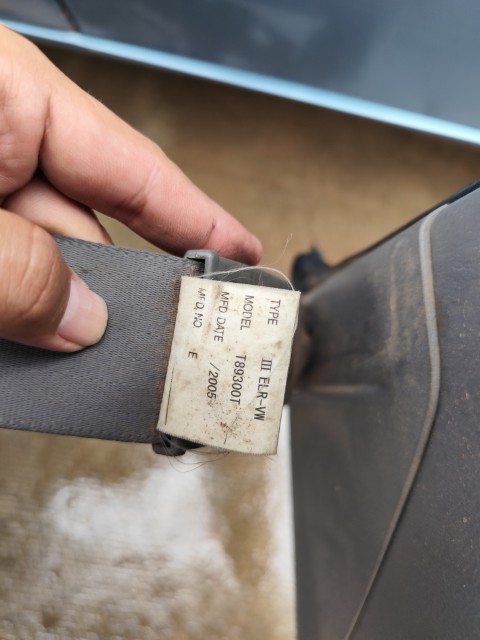 TYPE III ELR-VW
MODEL T89300T
MFD DATE /2005
MFD. NO E